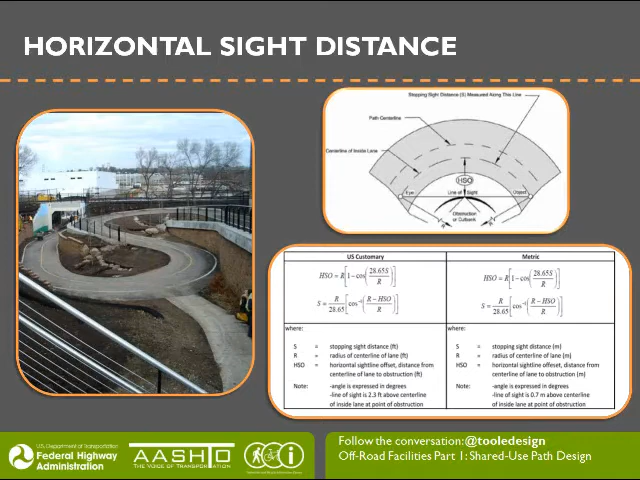 HORIZONTAL SIGHT DISTANCE
Stopping Sight Distance (S) Measured Along This Line
Path Centerline
Centerline of Inside Lane
HSO
Eye
Line of Sight
Object
Obstruction
or Cutbank
US Customary
Metric
HSO = R[1−cos(28.65S/R)]
HSO = R[1−cos(28.65S/R)]
S = R/28.65[cos⁻¹(R−HSO/R)]
S = R/28.65[cos⁻¹(R−HSO/R)]
where:
S = stopping sight distance (ft)
R = radius of centerline of lane (ft)
HSO = horizontal sightline offset, distance from
centerline of lane to obstruction (ft)
Note: -angle is expressed in degrees
-line of sight is 2.3 ft above centerline
of inside lane at point of obstruction
where:
S = stopping sight distance (m)
R = radius of centerline of lane (m)
HSO = horizontal sightline offset, distance from
centerline of lane to obstruction (m)
Note: -angle is expressed in degrees
-line of sight is 0.7 m above centerline
of inside lane at point of obstruction
U.S. Department of Transportation
Federal Highway
Administration
AASHTO
THE VOICE OF TRANSPORTATION
Follow the conversation: @tooledesign
Off-Road Facilities Part 1: Shared-Use Path Design